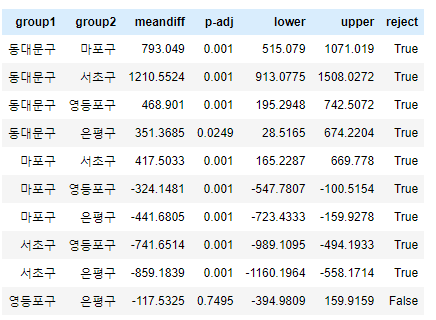 group1 group2 meandiff p-adj lower upper reject
동대문구 마포구 793.049 0.001 515.079 1071.019 True
동대문구 서초구 1210.5524 0.001 913.0775 1508.0272 True
동대문구 영등포구 468.901 0.001 195.2948 742.5072 True
동대문구 은평구 351.3685 0.0249 28.5165 674.2204 True
마포구 서초구 417.5033 0.001 165.2287 669.778 True
마포구 영등포구 -324.1481 0.001 -547.7807 -100.5154 True
마포구 은평구 -441.6805 0.001 -723.4333 -159.9278 True
서초구 영등포구 -741.6514 0.001 -989.1095 -494.1933 True
서초구 은평구 -859.1839 0.001 -1160.1964 -558.1714 True
영등포구 은평구 -117.5325 0.7495 -394.9809 159.9159 False